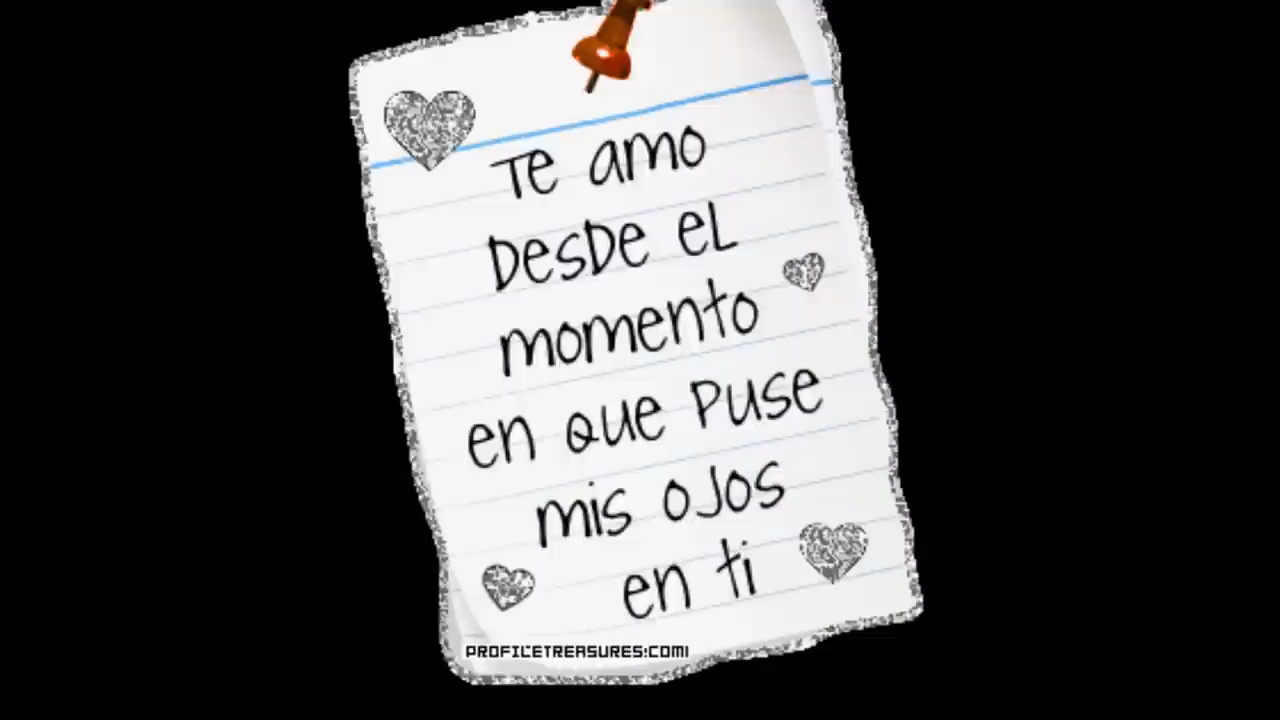 Te amo
DesDe eL
momento
en que Puse
mis oJos
en ti
PROFILETREASURES.COM!